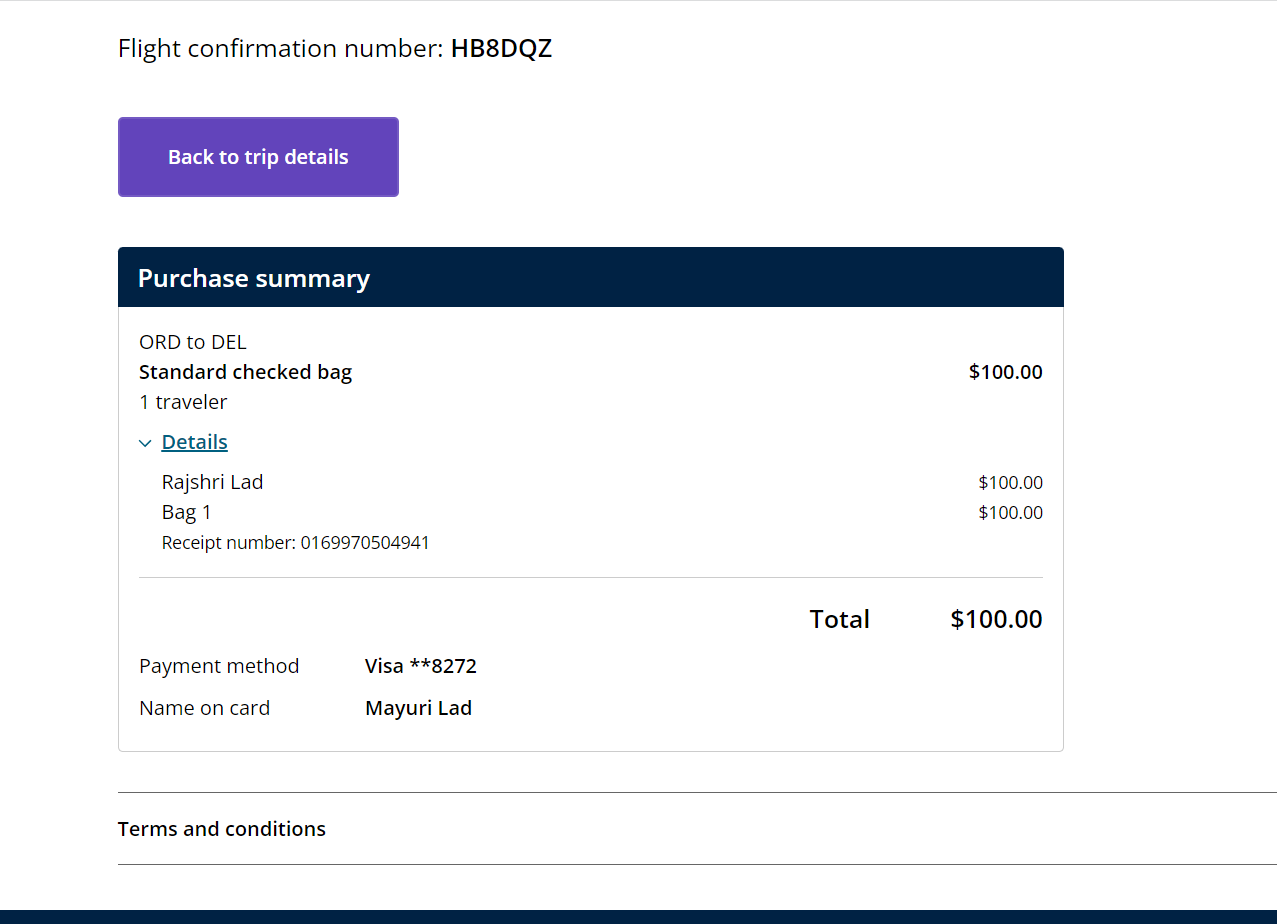 Flight confirmation number: HB8DQZ
Back to trip details
Purchase summary
ORD to DEL
Standard checked bag $100.00
1 traveler
Details
Rajshri Lad $100.00
Bag 1 $100.00
Receipt number: 0169970504941
Total $100.00
Payment method Visa **8272
Name on card Mayuri Lad
Terms and conditions